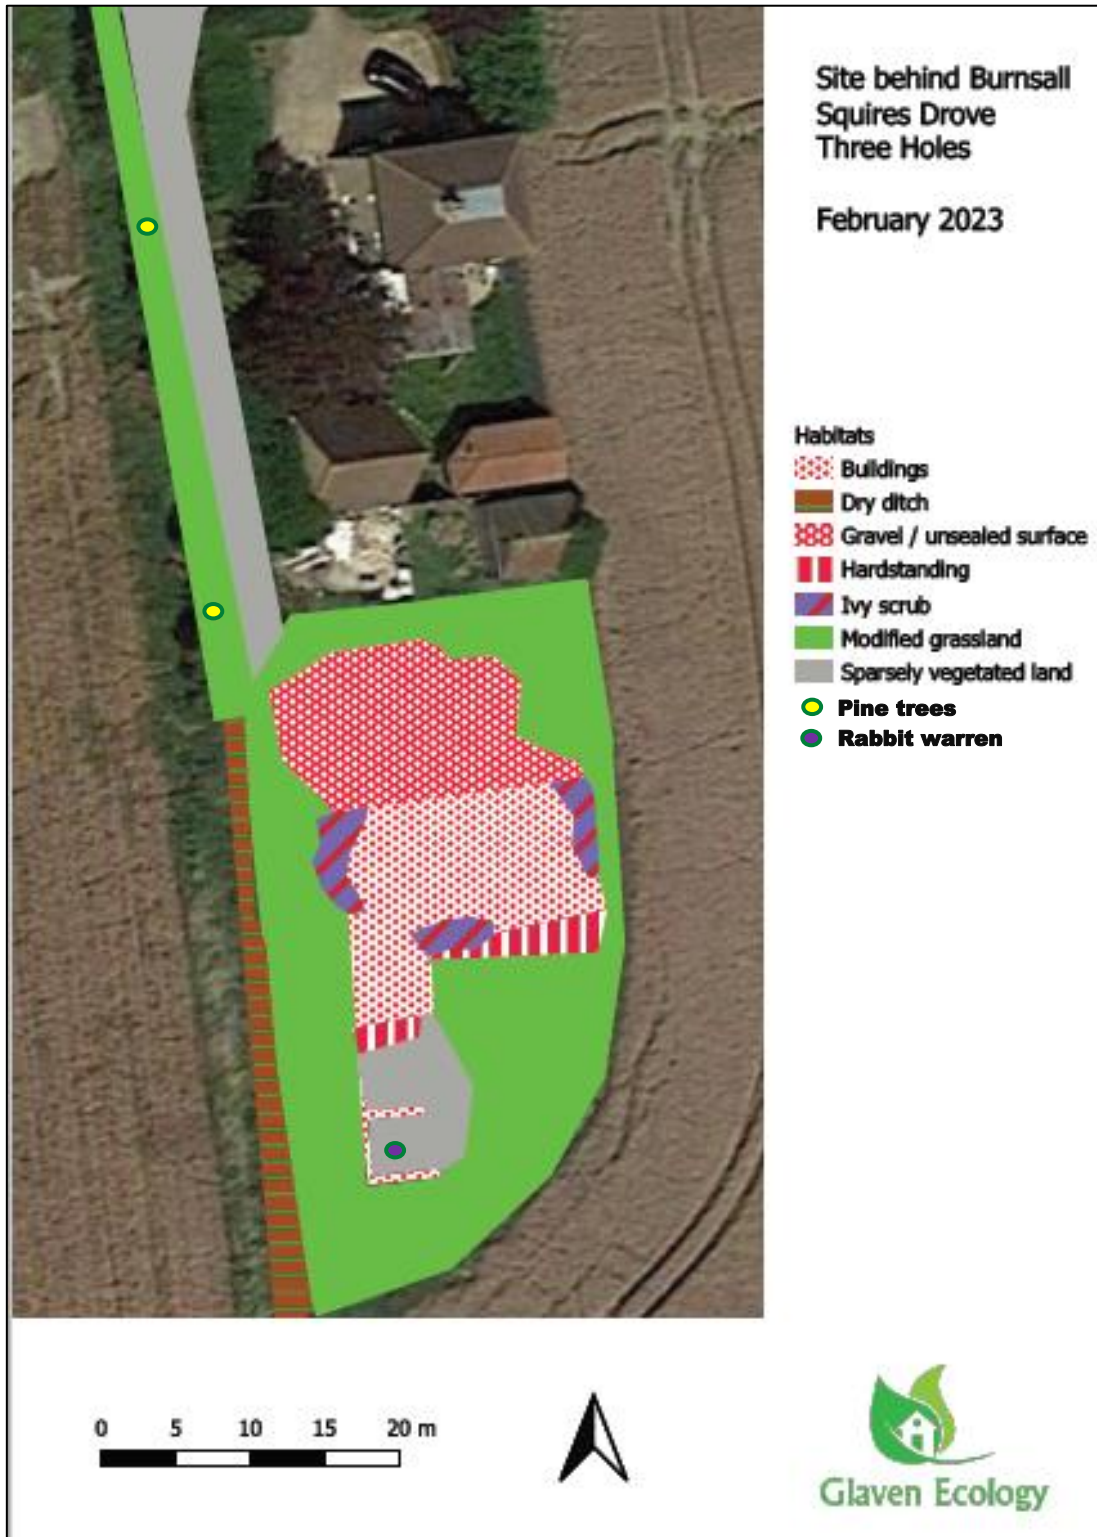 Site behind Burnsall
Squires Drove
Three Holes
February 2023
Habitats
Buildings
Dry ditch
Gravel / unsealed surface
Hardstanding
Ivy scrub
Modified grassland
Sparsely vegetated land
Pine trees
Rabbit warren
0 5 10 15 20 m
Glaven Ecology